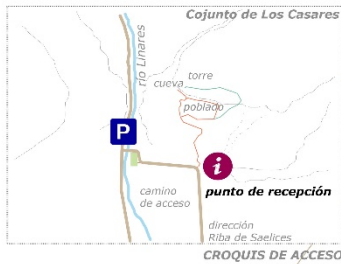 Cojunto de Los Casares
río Linares
torre
cueva
poblado
P
i
punto de recepción
camino
de acceso
dirección
Riba de Saelices
CROQUIS DE ACCESO